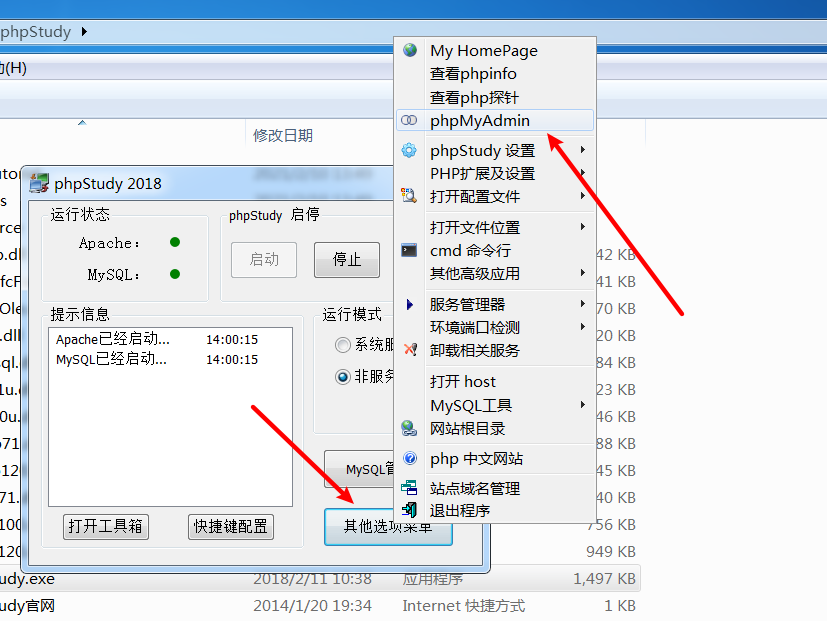 phpStudy
(H)
修改日期
phpStudy 2018
运行状态
Apache:
MySQL:
phpStudy 启停
启动
停止
提示信息
Apache已经启动... 14:00:15
MySQL已经启动... 14:00:15
运行模式
系统服
非服务
MySQL管
打开工具箱
快捷键配置
其他选项菜单
My HomePage
查看phpinfo
查看php探针
phpMyAdmin
phpStudy 设置
PHP扩展及设置
打开配置文件
打开文件位置
cmd 命令行
其他高级应用
服务管理器
环境端口检测
卸载相关服务
打开 host
MySQL工具
网站根目录
php 中文网站
站点域名管理
退出程序
42 KB
41 KB
70 KB
20 KB
84 KB
23 KB
46 KB
88 KB
45 KB
40 KB
756 KB
949 KB
udy.exe 2018/2/11 10:38 应用程序 1,497 KB
udy官网 2014/1/20 19:34 Internet 快捷方式 1 KB